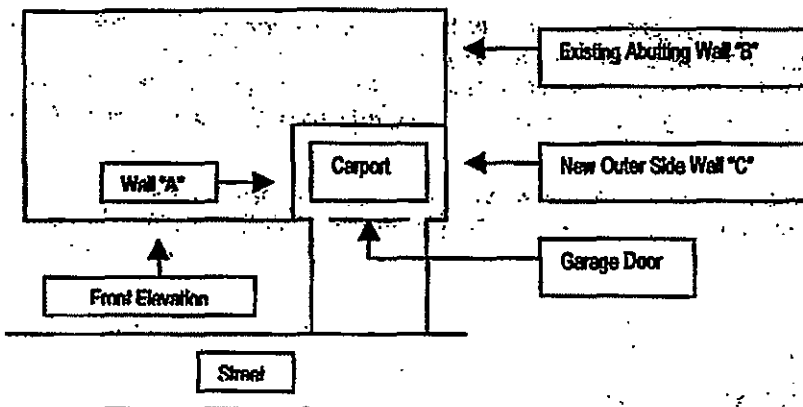 Existing Abutting Wall "B"
Carport
New Outer Side Wall "C"
Wall "A"
Garage Door
Front Elevation
Street